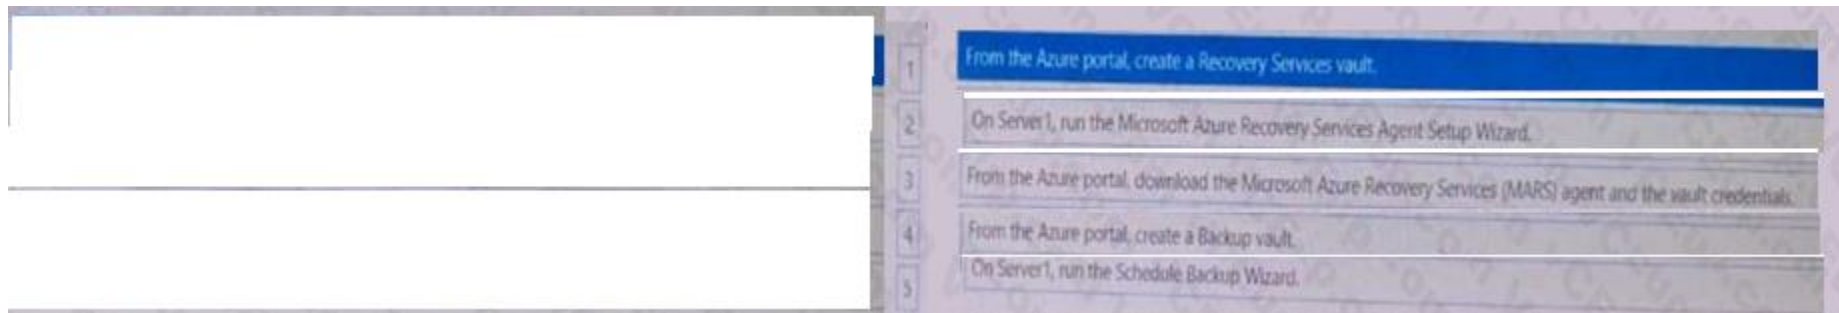 1
From the Azure portal, create a Recovery Services vault.
2
On Server1, run the Microsoft Azure Recovery Services Agent Setup Wizard.
3
From the Azure portal, download the Microsoft Azure Recovery Services (MARS) agent and the vault credentials.
4
From the Azure portal, create a Backup vault.
5
On Server1, run the Schedule Backup Wizard.